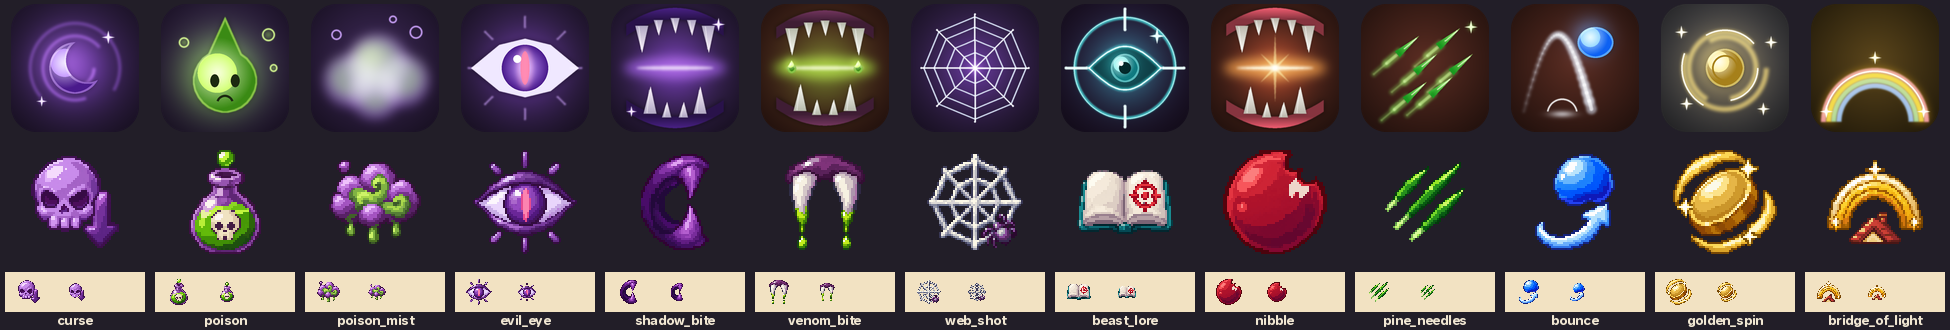 curse
poison
poison_mist
evil_eye
shadow_bite
venom_bite
web_shot
beast_lore
nibble
pine_needles
bounce
golden_spin
bridge_of_light